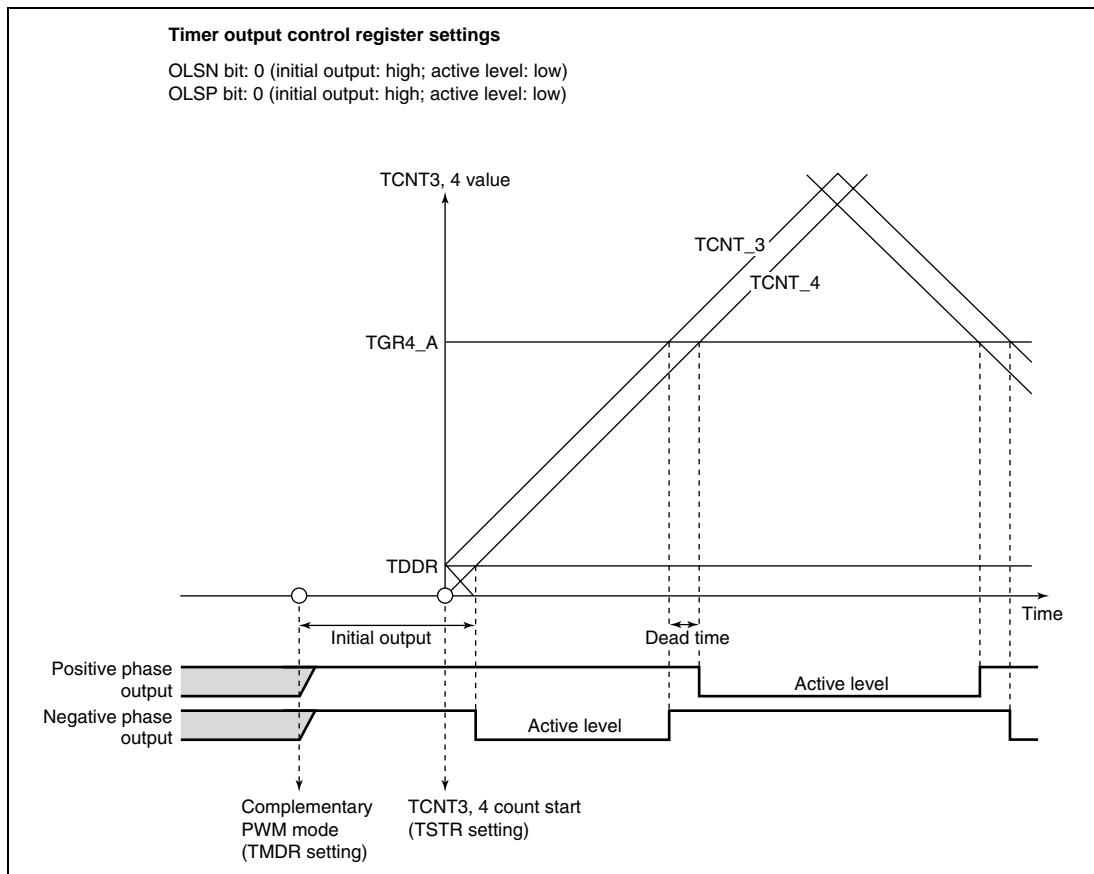 Timer output control register settings
OLSN bit: 0 (initial output: high; active level: low)
OLSP bit: 0 (initial output: high; active level: low)
TCNT3, 4 value
TCNT_3
TCNT_4
TGR4_A
TDDR
Time
Initial output
Dead time
Positive phase
output
Active level
Negative phase
output
Active level
Complementary
PWM mode
(TMDR setting)
TCNT3, 4 count start
(TSTR setting)